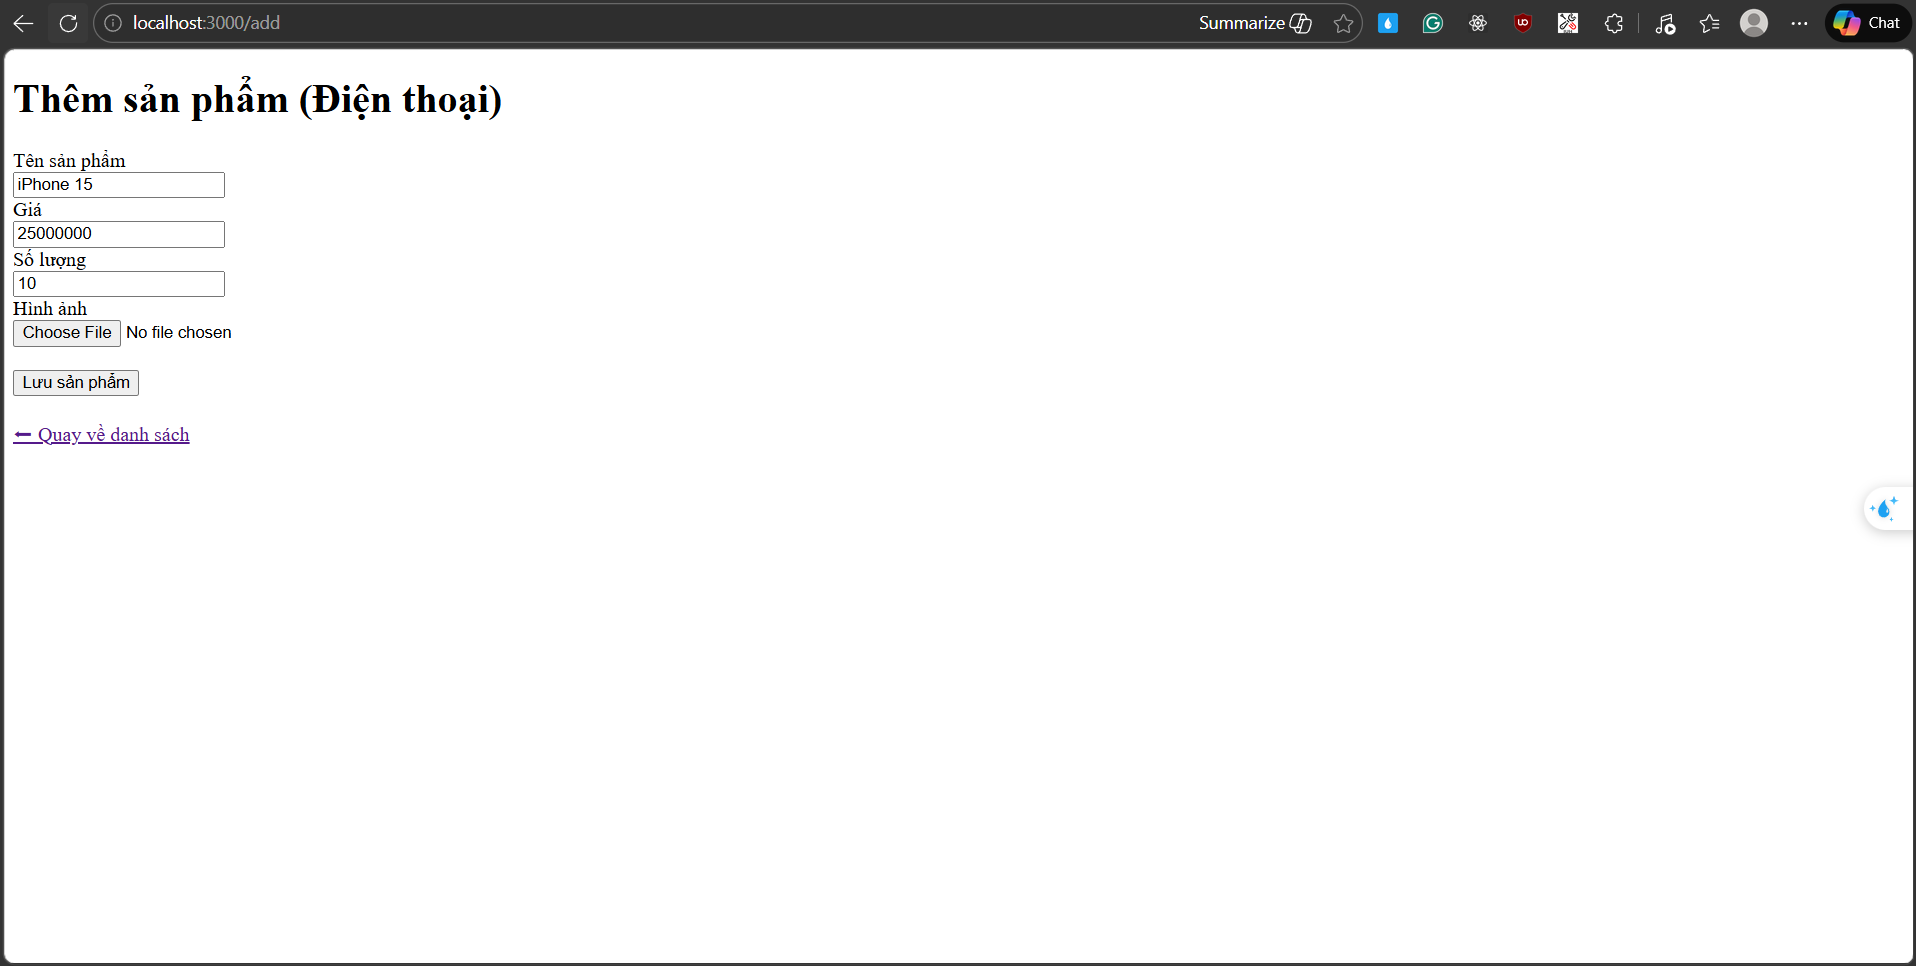 localhost:3000/add
Summarize
Chat
Thêm sản phẩm (Điện thoại)
Tên sản phẩm
iPhone 15
Giá
25000000
Số lượng
10
Hình ảnh
Choose File No file chosen
Lưu sản phẩm
⬅ Quay về danh sách